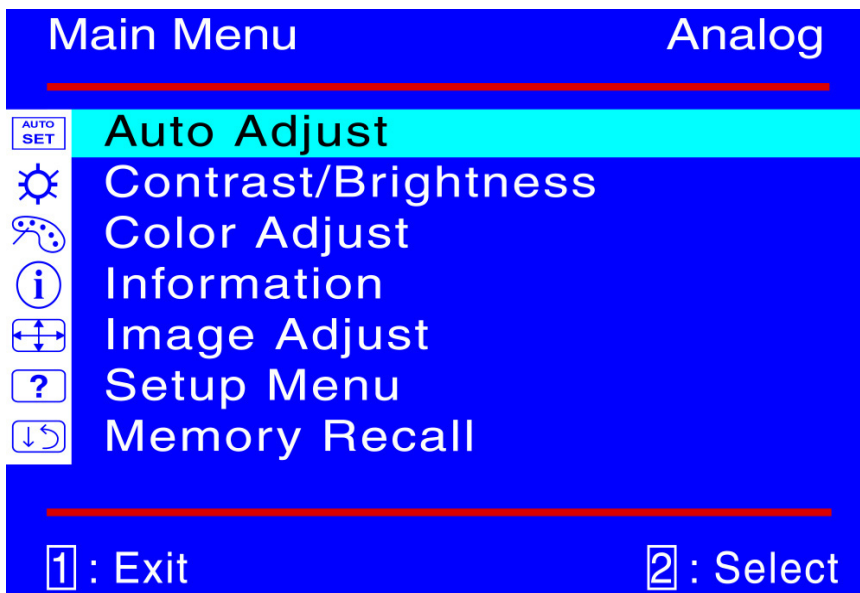 Main Menu Analog
AUTO SET Auto Adjust
Contrast/Brightness
Color Adjust
i Information
Image Adjust
? Setup Menu
Memory Recall
1 : Exit 2 : Select